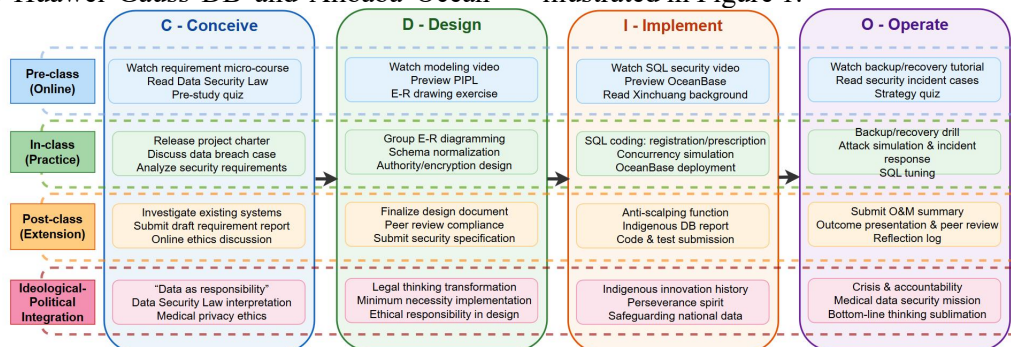 Huawei Gauss DB and Alibaba Ocean
illustrated in Figure 1.
C - Conceive
D - Design
I - Implement
O - Operate
Pre-class
(Online)
Watch requirement micro-course
Read Data Security Law
Pre-study quiz
Watch modeling video
Preview PIPL
E-R drawing exercise
Watch SQL security video
Preview OceanBase
Read Xinchuang background
Watch backup/recovery tutorial
Read security incident cases
Strategy quiz
In-class
(Practice)
Release project charter
Discuss data breach case
Analyze security requirements
Group E-R diagramming
Schema normalization
Authority/encryption design
SQL coding: registration/prescription
Concurrency simulation
OceanBase deployment
Backup/recovery drill
Attack simulation & incident
response
SQL tuning
Post-class
(Extension)
Investigate existing systems
Submit draft requirement report
Online ethics discussion
Finalize design document
Peer review compliance
Submit security specification
Anti-scalping function
Indigenous DB report
Code & test submission
Submit O&M summary
Outcome presentation & peer review
Reflection log
Ideological-
Political
Integration
“Data as responsibility”
Data Security Law interpretation
Medical privacy ethics
Legal thinking transformation
Minimum necessity implementation
Ethical responsibility in design
Indigenous innovation history
Perseverance spirit
Safeguarding national data
Crisis & accountability
Medical data security mission
Bottom-line thinking sublimation